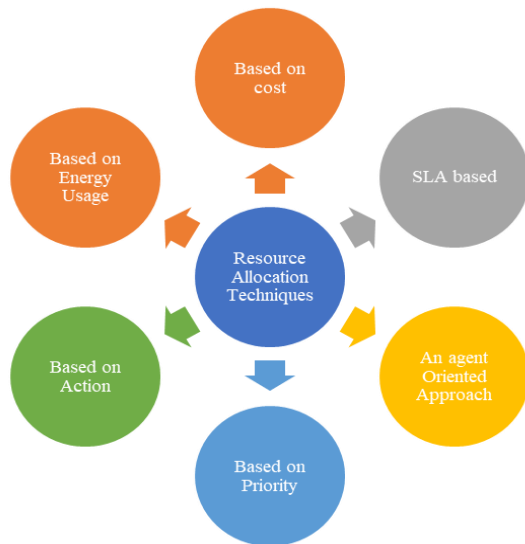 Based on
cost
Based on
Energy
Usage
SLA based
Resource
Allocation
Techniques
Based on
Action
An agent
Oriented
Approach
Based on
Priority